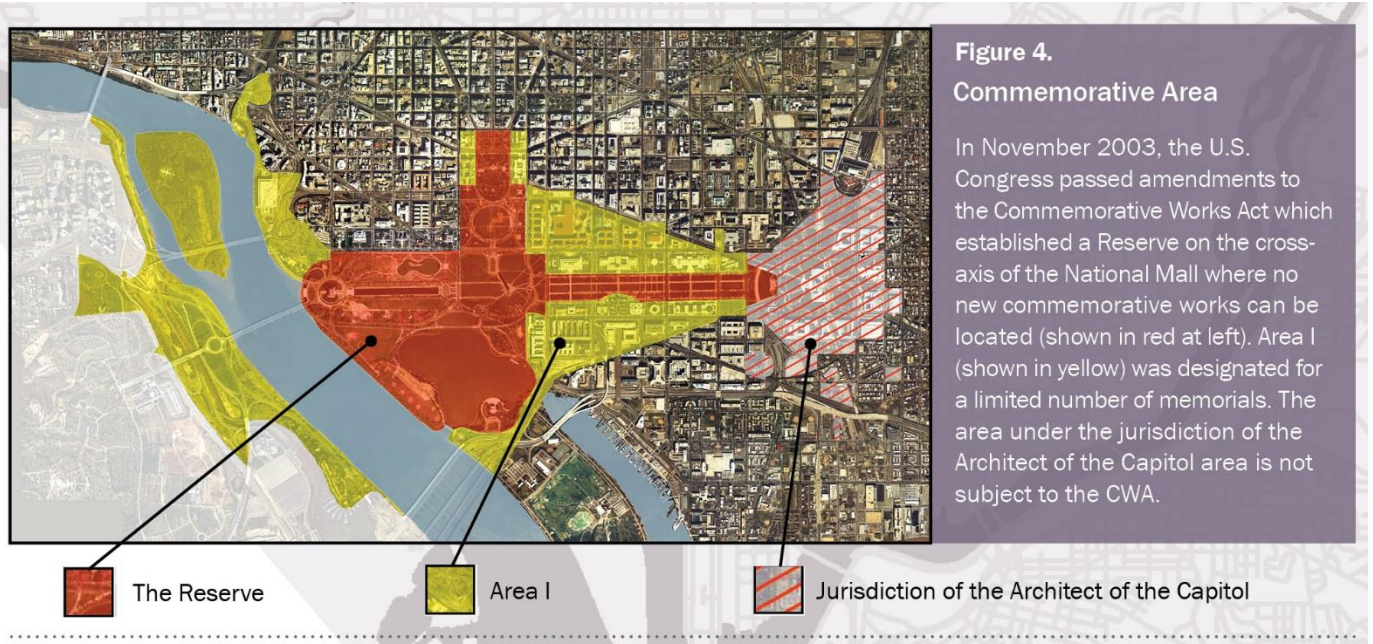 Figure 4.
Commemorative Area
In November 2003, the U.S.
Congress passed amendments to
the Commemorative Works Act which
established a Reserve on the cross-
axis of the National Mall where no
new commemorative works can be
located (shown in red at left). Area I
(shown in yellow) was designated for
a limited number of memorials. The
area under the jurisdiction of the
Architect of the Capitol area is not
subject to the CWA.
The Reserve
Area I
Jurisdiction of the Architect of the Capitol